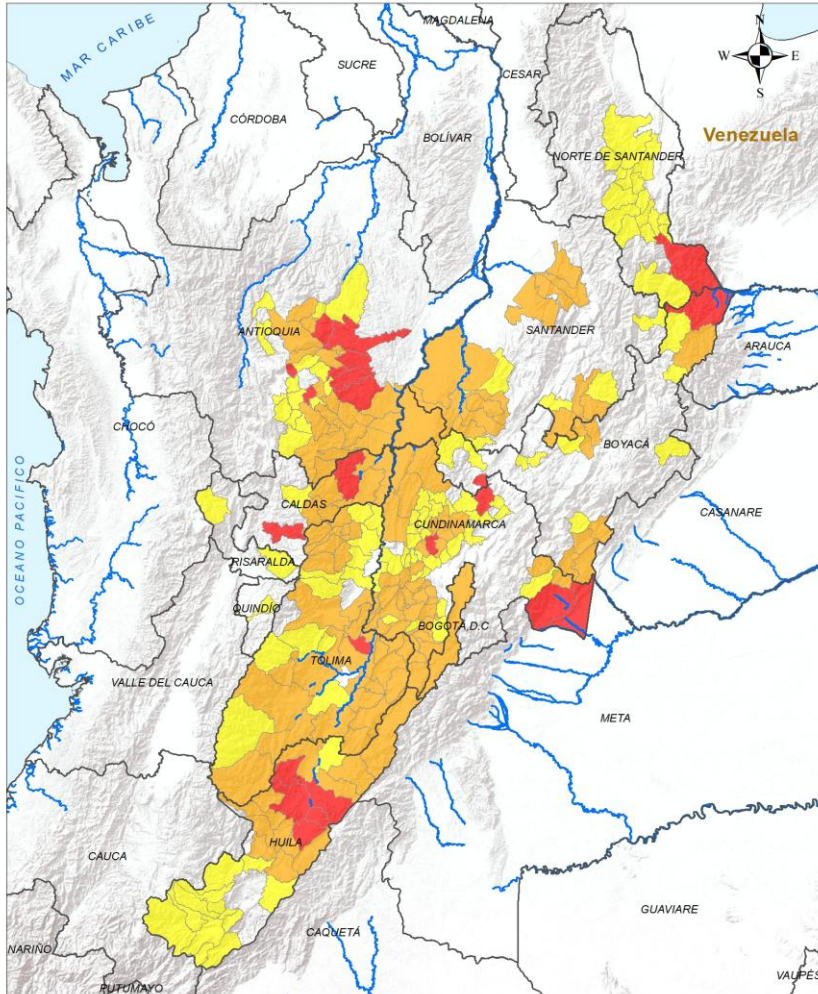 MAGDALENA
MAR CARIBE
N
W E
S
SUCRE
CESAR
CÓRDOBA
BOLÍVAR
Venezuela
NORTE DE SANTANDER
ANTIOQUIA
SANTANDER
ARAUCA
CHOCÓ
BOYACÁ
OCEANO PACIFICO
CALDAS
CUNDINAMARCA
CASANARE
RISARALDA
QUINDÍO
BOGOTÁ, D.C
TOLIMA
VALLE DEL CAUCA
META
HUILA
CAUCA
GUAVIARE
CAQUETÁ
NARIÑO
PUTUMAYO
VAUPÉS